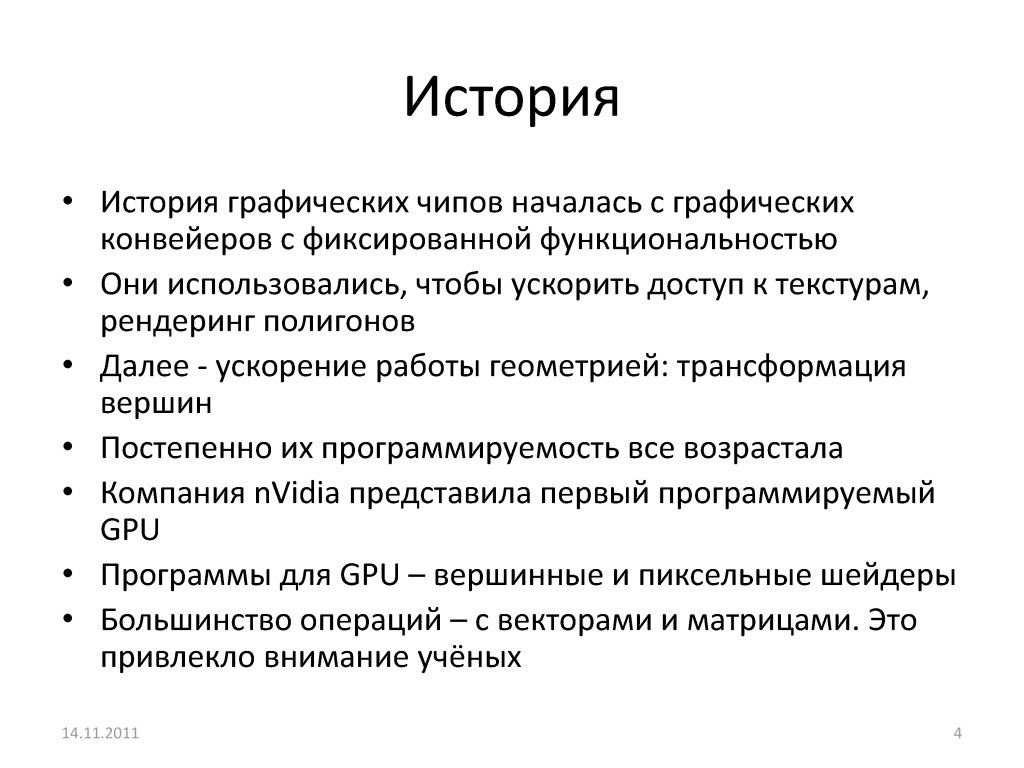 История
• История графических чипов началась с графических
конвейеров с фиксированной функциональностью
• Они использовались, чтобы ускорить доступ к текстурам,
рендеринг полигонов
• Далее - ускорение работы геометрией: трансформация
вершин
• Постепенно их программируемость все возрастала
• Компания nVidia представила первый программируемый
GPU
• Программы для GPU – вершинные и пиксельные шейдеры
• Большинство операций – с векторами и матрицами. Это
привлекло внимание учёных
14.11.2011
4